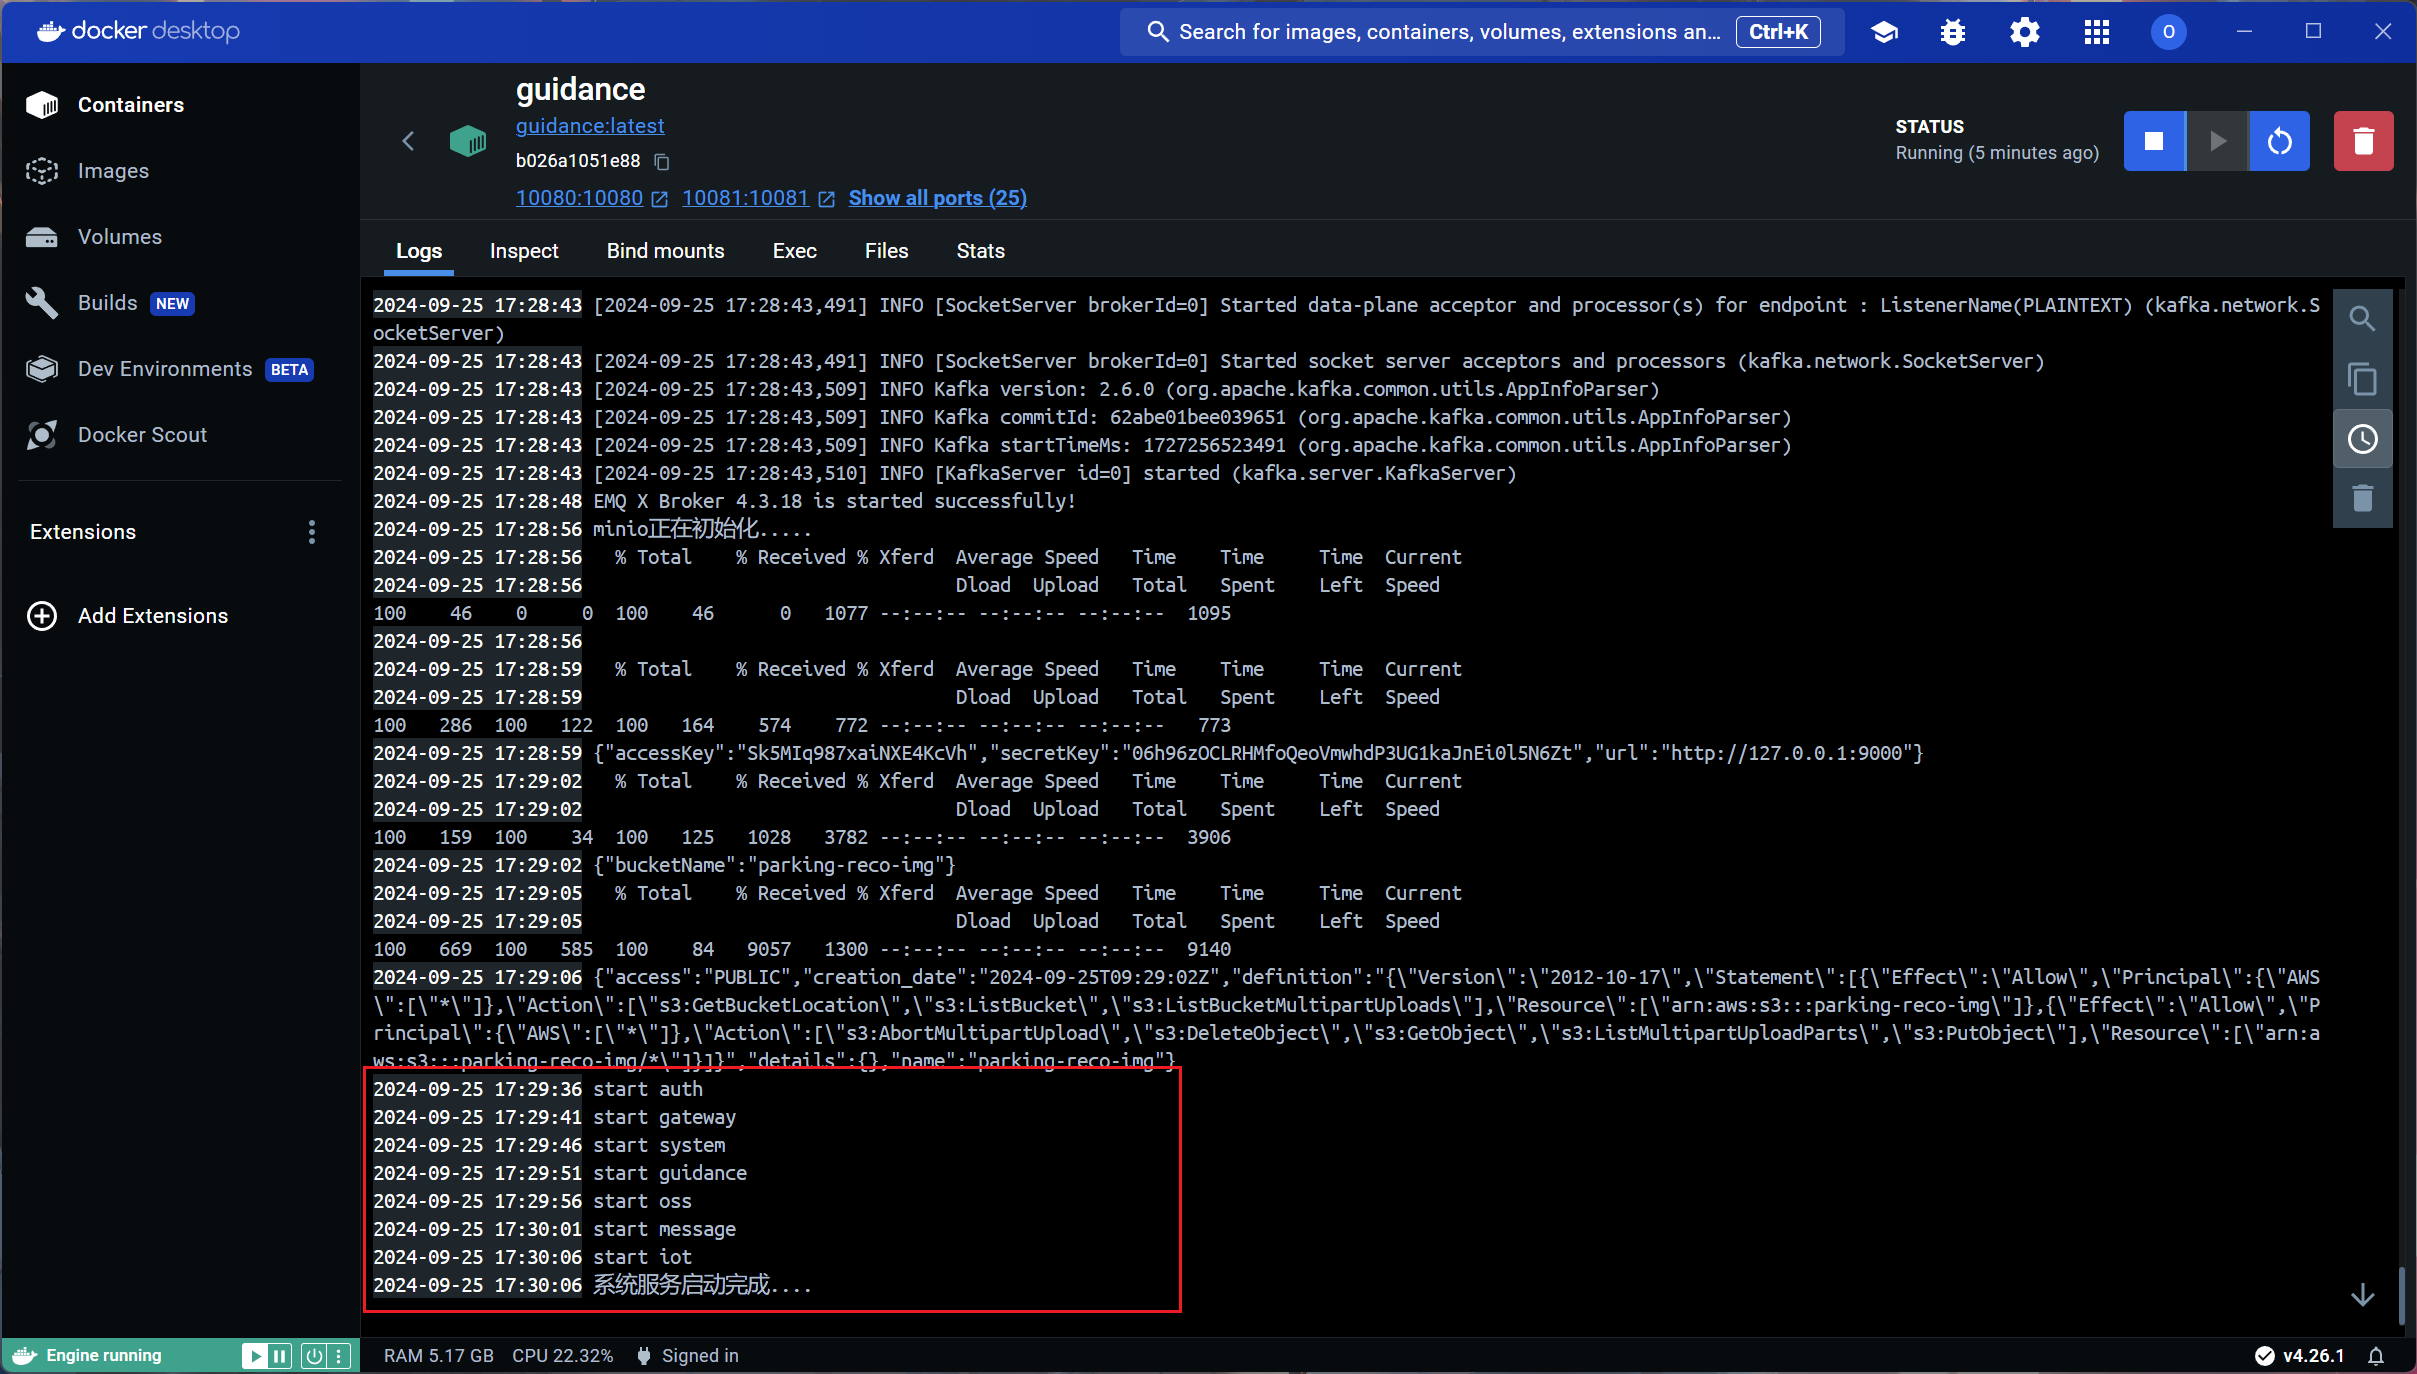 docker desktop
Search for images, containers, volumes, extensions an...
Ctrl+K
O
Containers
Images
Volumes
Builds NEW
Dev Environments BETA
Docker Scout
Extensions
Add Extensions
guidance
guidance:latest
b026a1051e88
10080:10080 10081:10081 Show all ports (25)
STATUS
Running (5 minutes ago)
Logs Inspect Bind mounts Exec Files Stats
2024-09-25 17:28:43 [2024-09-25 17:28:43,491] INFO [SocketServer brokerId=0] Started data-plane acceptor and processor(s) for endpoint : ListenerName(PLAINTEXT) (kafka.network.S
ocketServer)
2024-09-25 17:28:43 [2024-09-25 17:28:43,491] INFO [SocketServer brokerId=0] Started socket server acceptors and processors (kafka.network.SocketServer)
2024-09-25 17:28:43 [2024-09-25 17:28:43,509] INFO Kafka version: 2.6.0 (org.apache.kafka.common.utils.AppInfoParser)
2024-09-25 17:28:43 [2024-09-25 17:28:43,509] INFO Kafka commitId: 62abe01bee039651 (org.apache.kafka.common.utils.AppInfoParser)
2024-09-25 17:28:43 [2024-09-25 17:28:43,509] INFO Kafka startTimeMs: 1727256523491 (org.apache.kafka.common.utils.AppInfoParser)
2024-09-25 17:28:43 [2024-09-25 17:28:43,510] INFO [KafkaServer id=0] started (kafka.server.KafkaServer)
2024-09-25 17:28:48 EMQ X Broker 4.3.18 is started successfully!
2024-09-25 17:28:56 minio正在初始化.....
2024-09-25 17:28:56 % Total % Received % Xferd Average Speed Time Time Time Current
2024-09-25 17:28:56 Dload Upload Total Spent Left Speed
100 46 0 0 100 46 0 1077 --:--:-- --:--:-- --:--:-- 1095
2024-09-25 17:28:56
2024-09-25 17:28:59 % Total % Received % Xferd Average Speed Time Time Time Current
2024-09-25 17:28:59 Dload Upload Total Spent Left Speed
100 286 100 122 100 164 574 772 --:--:-- --:--:-- --:--:-- 773
2024-09-25 17:28:59 {"accessKey":"Sk5MIq987xaiNXE4KcVh","secretKey":"06h96zOCLRHMfoQeoVmwhdP3UG1kaJnEi0l5N6Zt","url":"http://127.0.0.1:9000"}
2024-09-25 17:29:02 % Total % Received % Xferd Average Speed Time Time Time Current
2024-09-25 17:29:02 Dload Upload Total Spent Left Speed
100 159 100 34 100 125 1028 3782 --:--:-- --:--:-- --:--:-- 3906
2024-09-25 17:29:02 {"bucketName":"parking-reco-img"}
2024-09-25 17:29:05 % Total % Received % Xferd Average Speed Time Time Time Current
2024-09-25 17:29:05 Dload Upload Total Spent Left Speed
100 669 100 585 100 84 9057 1300 --:--:-- --:--:-- --:--:-- 9140
2024-09-25 17:29:06 {"access":"PUBLIC","creation_date":"2024-09-25T09:29:02Z","definition":"{\"Version\":\"2012-10-17\",\"Statement\":[{\"Effect\":\"Allow\",\"Principal\":{\"AWS
\":[\"*\"]},\"Action\":[\"s3:GetBucketLocation\",\"s3:ListBucket\",\"s3:ListBucketMultipartUploads\"],\"Resource\":[\"arn:aws:s3:::parking-reco-img\"]},{\"Effect\":\"Allow\",\"P
rincipal\":{\"AWS\":[\"*\"]},\"Action\":[\"s3:AbortMultipartUpload\",\"s3:DeleteObject\",\"s3:GetObject\",\"s3:ListMultipartUploadParts\",\"s3:PutObject\"],\"Resource\":[\"arn:a
ws:s3:::parking-reco-img/*\"]}]}","details":{},"name":"parking-reco-img"}
2024-09-25 17:29:36 start auth
2024-09-25 17:29:41 start gateway
2024-09-25 17:29:46 start system
2024-09-25 17:29:51 start guidance
2024-09-25 17:29:56 start oss
2024-09-25 17:30:01 start message
2024-09-25 17:30:06 start iot
2024-09-25 17:30:06 系统服务启动完成....
Engine running
RAM 5.17 GB CPU 22.32% Signed in
v4.26.1